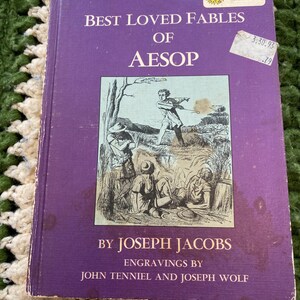 BEST LOVED FABLES
OF
AESOP
BY JOSEPH JACOBS
ENGRAVINGS BY
JOHN TENNIEL AND JOSEPH WOLF